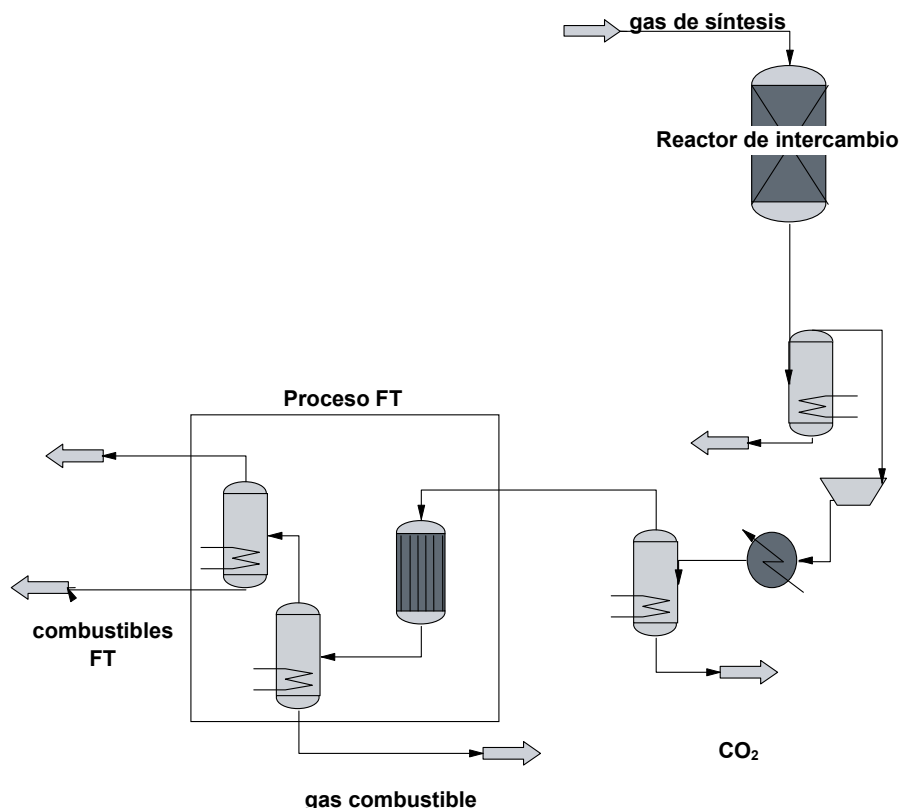 gas de síntesis
Reactor de intercambio
Proceso FT
combustibles
FT
CO₂
gas combustible